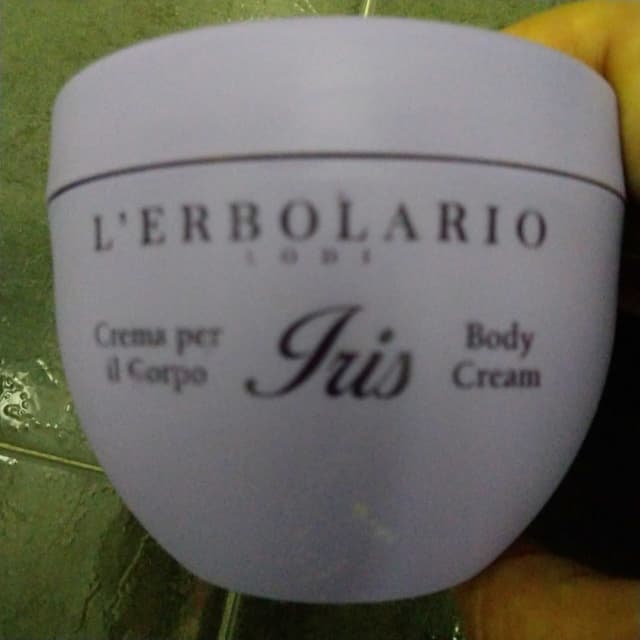 L'ERBOLARIO
LODI
Crema per
il Corpo
Iris
Body
Cream